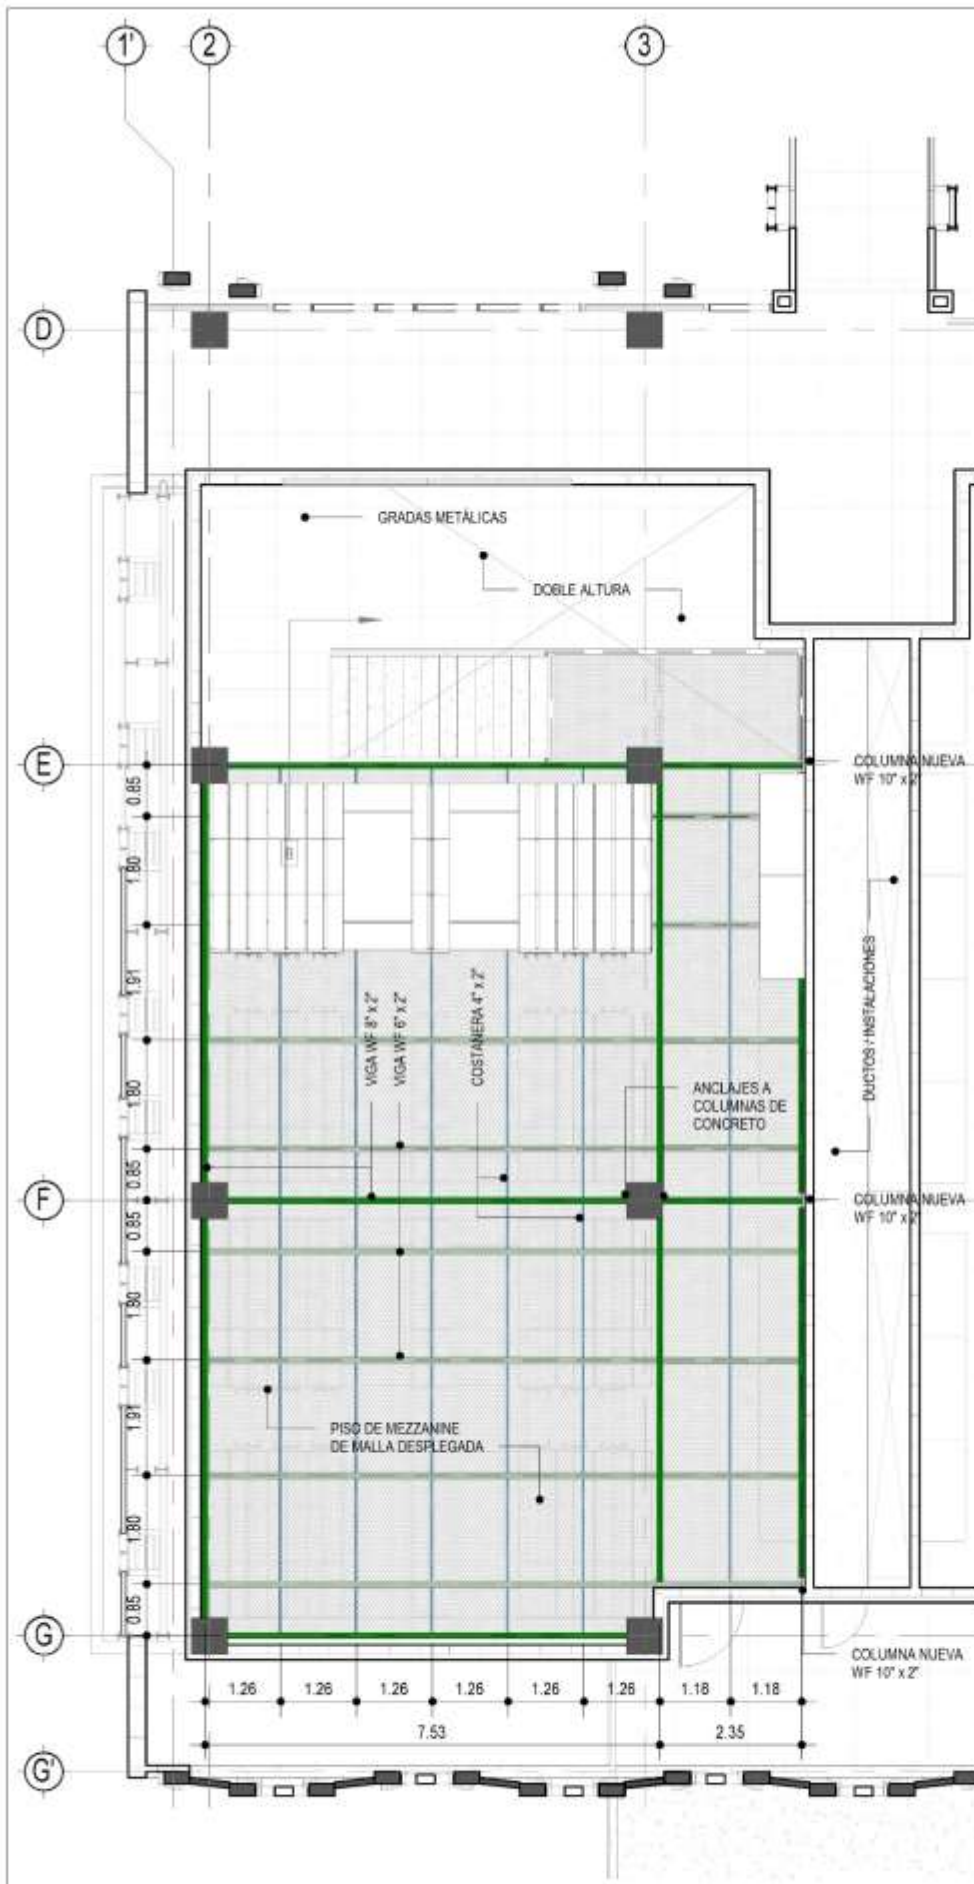 1'
2
3
D
GRADAS METÁLICAS
DOBLE ALTURA
E
COLUMNA NUEVA
WF 10" x 2"
0.85
1.80
1.91
1.80
0.85
VIGA WF 8" x 2"
VIGA WF 6" x 2"
COSTANERA 4" x 2"
DUCTOS / INSTALACIONES
ANCLAJES A
COLUMNAS DE
CONCRETO
F
COLUMNA NUEVA
WF 10" x 2"
0.85
1.80
1.91
1.80
0.85
PISO DE MEZZANINE
DE MALLA DESPLEGADA
G
COLUMNA NUEVA
WF 10" x 2"
1.26
1.26
1.26
1.26
1.26
1.26
1.18
1.18
7.53
2.35
G'